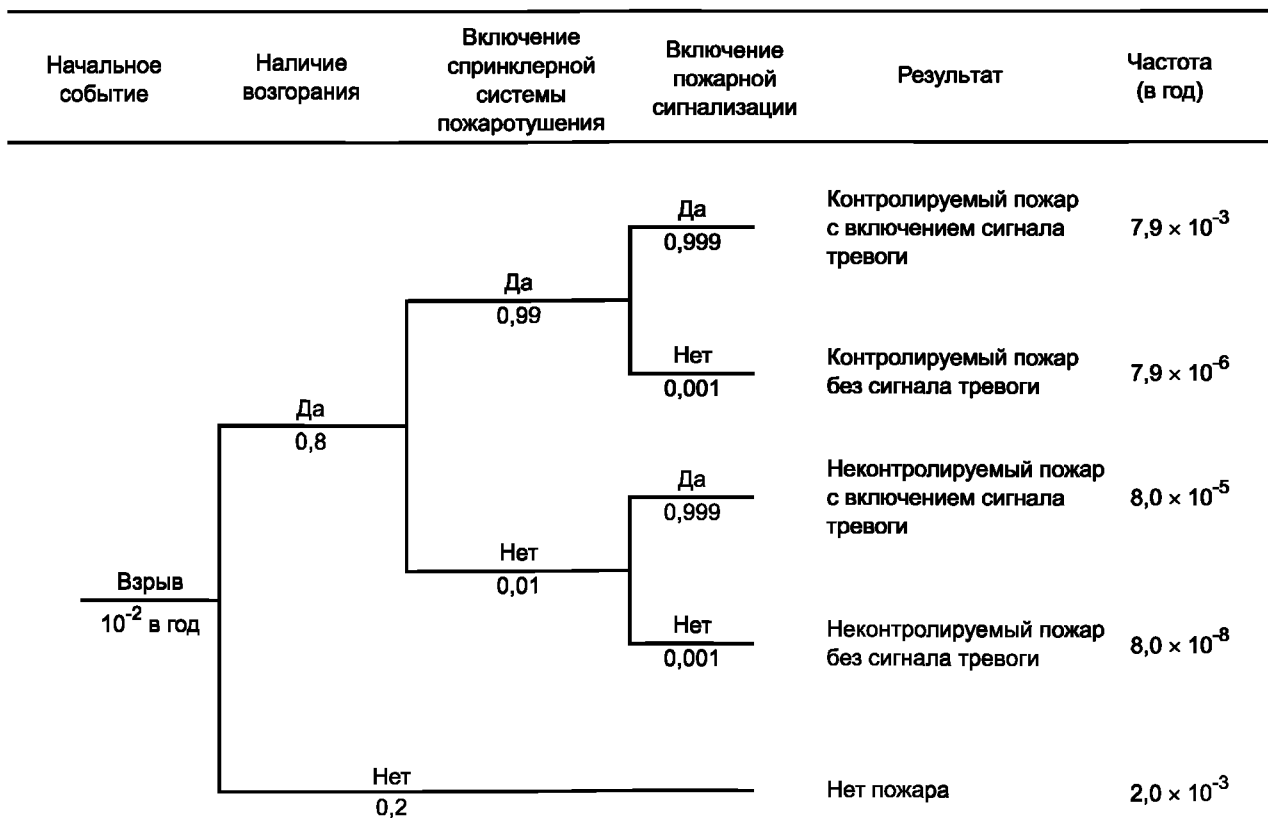 Начальное
событие
Наличие
возгорания
Включение
спринклерной
системы
пожаротушения
Включение
пожарной
сигнализации
Результат
Частота
(в год)
Да
0,999
Контролируемый пожар
с включением сигнала
тревоги
7,9 × 10⁻³
Да
0,99
Нет
0,001
Контролируемый пожар
без сигнала тревоги
7,9 × 10⁻⁶
Да
0,8
Да
0,999
Неконтролируемый пожар
с включением сигнала
тревоги
8,0 × 10⁻⁵
Нет
0,01
Взрыв
10⁻² в год
Нет
0,001
Неконтролируемый пожар
без сигнала тревоги
8,0 × 10⁻⁸
Нет
0,2
Нет пожара
2,0 × 10⁻³